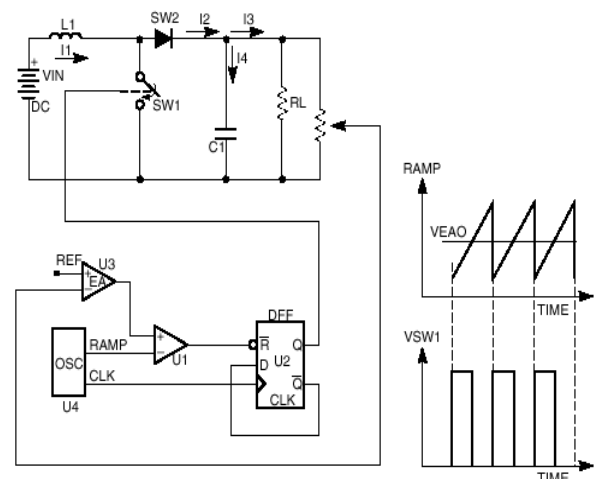 L1
SW2
I2
I3
I1
I4
+
VIN
DC
SW1
C1
RL
REF
U3
+
EA
−
RAMP
OSC
CLK
U4
+
−
U1
DFF
R Q
D U2
Q
CLK
RAMP
VEAO
TIME
VSW1
TIME